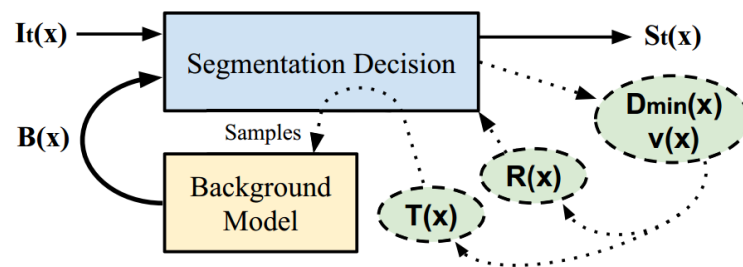 It(x)
St(x)
Segmentation Decision
Dmin(x)
v(x)
B(x)
Samples
Background
Model
R(x)
T(x)